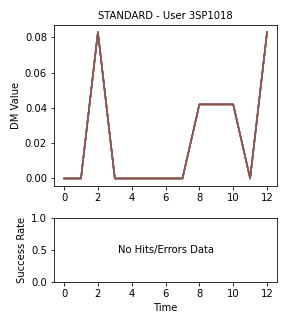 STANDARD - User 3SP1018
DM Value
0.08
0.06
0.04
0.02
0.00
0 2 4 6 8 10 12
Success Rate
1.0
0.5
0.0
No Hits/Errors Data
0 2 4 6 8 10 12
Time